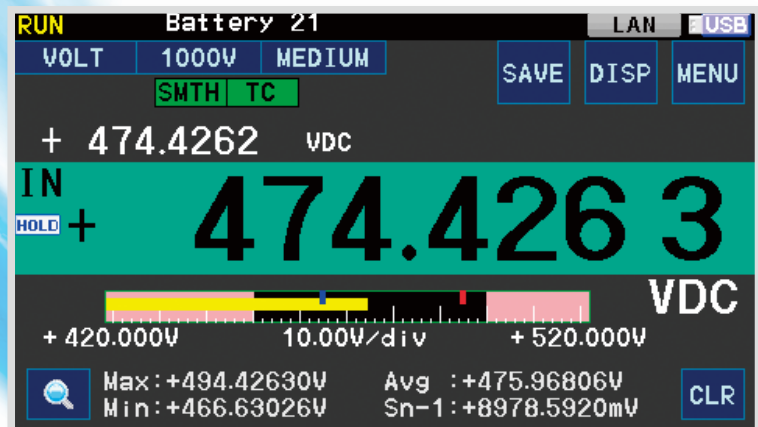 RUN Battery 21 LAN USB
VOLT 1000V MEDIUM SAVE DISP MENU
SMTH TC
+ 474.4262 VDC
IN
HOLD + 474.426 3
VDC
+ 420.000V 10.00V/div + 520.000V
Max:+494.42630V Avg :+475.96806V
Min:+466.63026V Sn-1:+8978.5920mV CLR